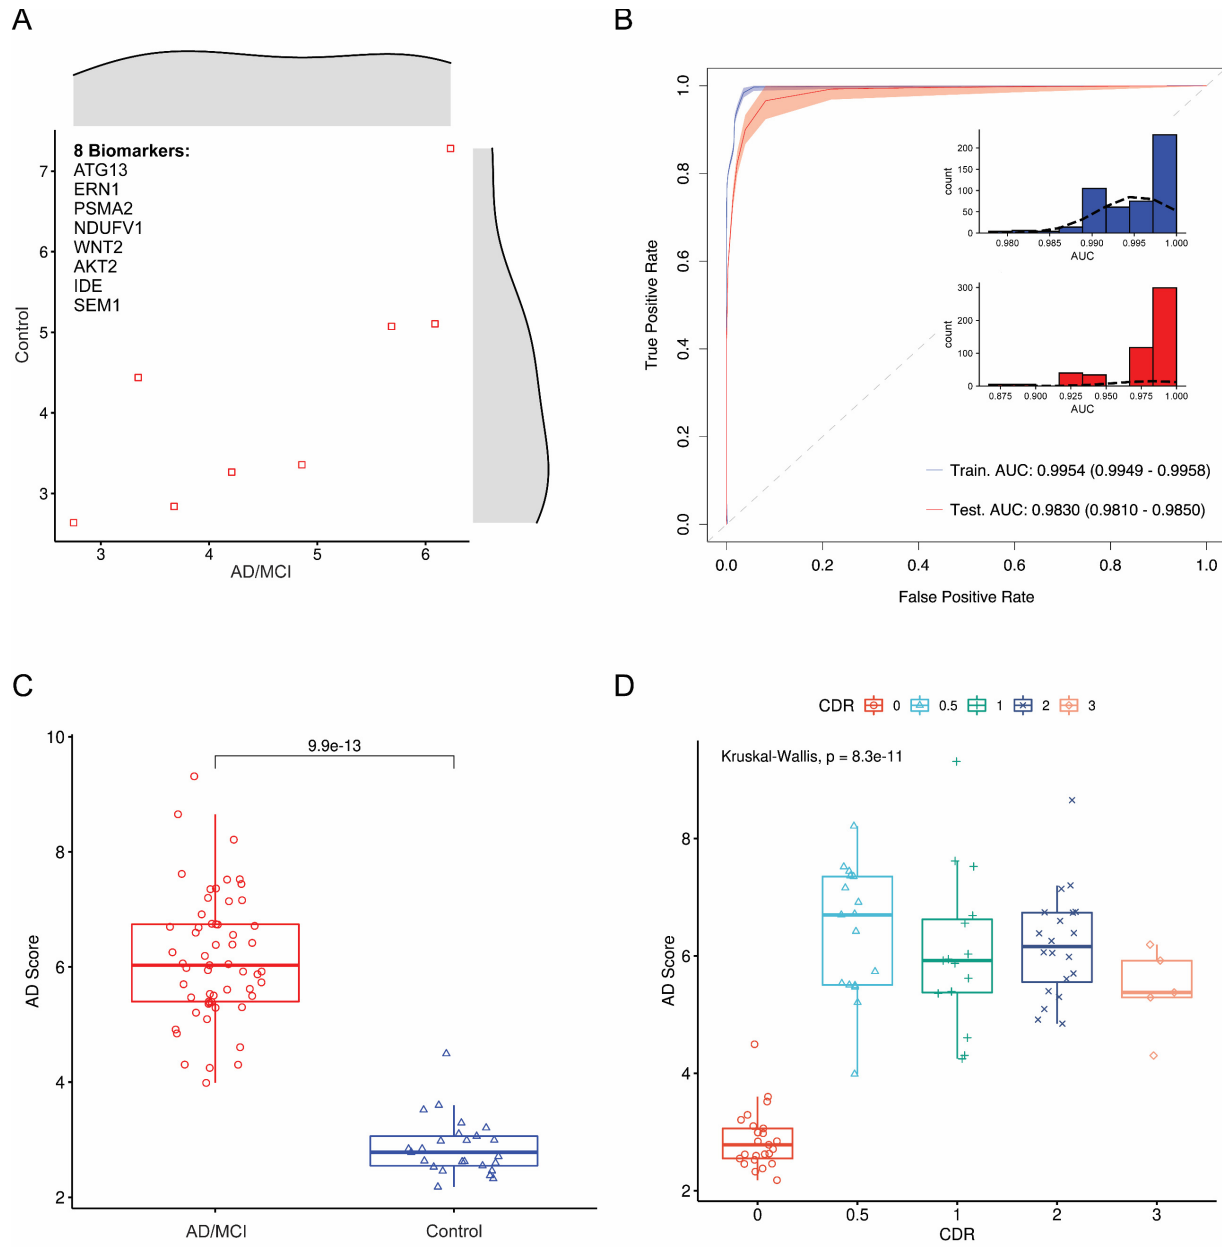 A
8 Biomarkers:
ATG13
ERN1
PSMA2
NDUFV1
WNT2
AKT2
IDE
SEM1
7
6
5
4
3
Control
3 4 5 6
AD/MCI
B
1.0
0.8
0.6
0.4
0.2
0.0
True Positive Rate
0.0 0.2 0.4 0.6 0.8 1.0
False Positive Rate
200
150
100
50
0
count
0.980 0.985 0.990 0.995 1.000
AUC
300
200
100
0
count
0.875 0.900 0.925 0.950 0.975 1.000
AUC
Train. AUC: 0.9954 (0.9949 - 0.9958)
Test. AUC: 0.9830 (0.9810 - 0.9850)
C
10
8
6
4
2
AD Score
9.9e-13
AD/MCI Control
D
CDR 0 0.5 1 2 3
Kruskal-Wallis, p = 8.3e-11
8
6
4
2
AD Score
0 0.5 1 2 3
CDR